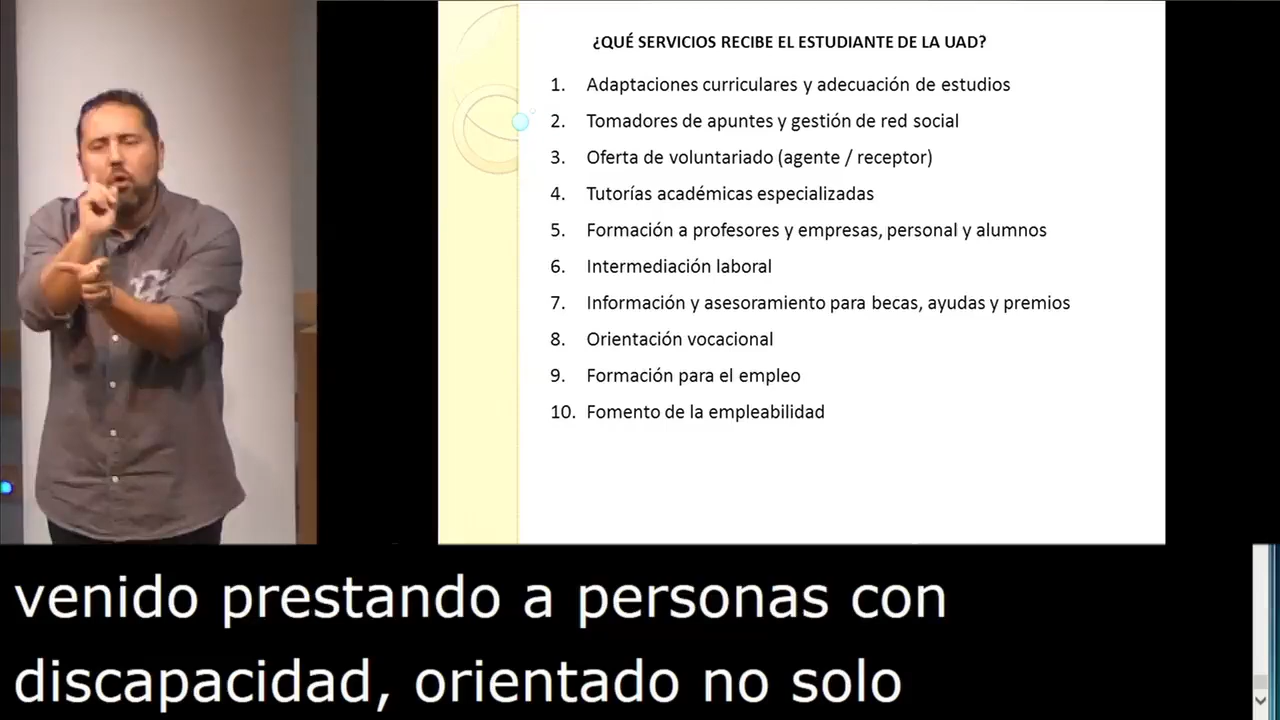 ¿QUÉ SERVICIOS RECIBE EL ESTUDIANTE DE LA UAD?
1. Adaptaciones curriculares y adecuación de estudios
2. Tomadores de apuntes y gestión de red social
3. Oferta de voluntariado (agente / receptor)
4. Tutorías académicas especializadas
5. Formación a profesores y empresas, personal y alumnos
6. Intermediación laboral
7. Información y asesoramiento para becas, ayudas y premios
8. Orientación vocacional
9. Formación para el empleo
10. Fomento de la empleabilidad
venido prestando a personas con
discapacidad, orientado no solo